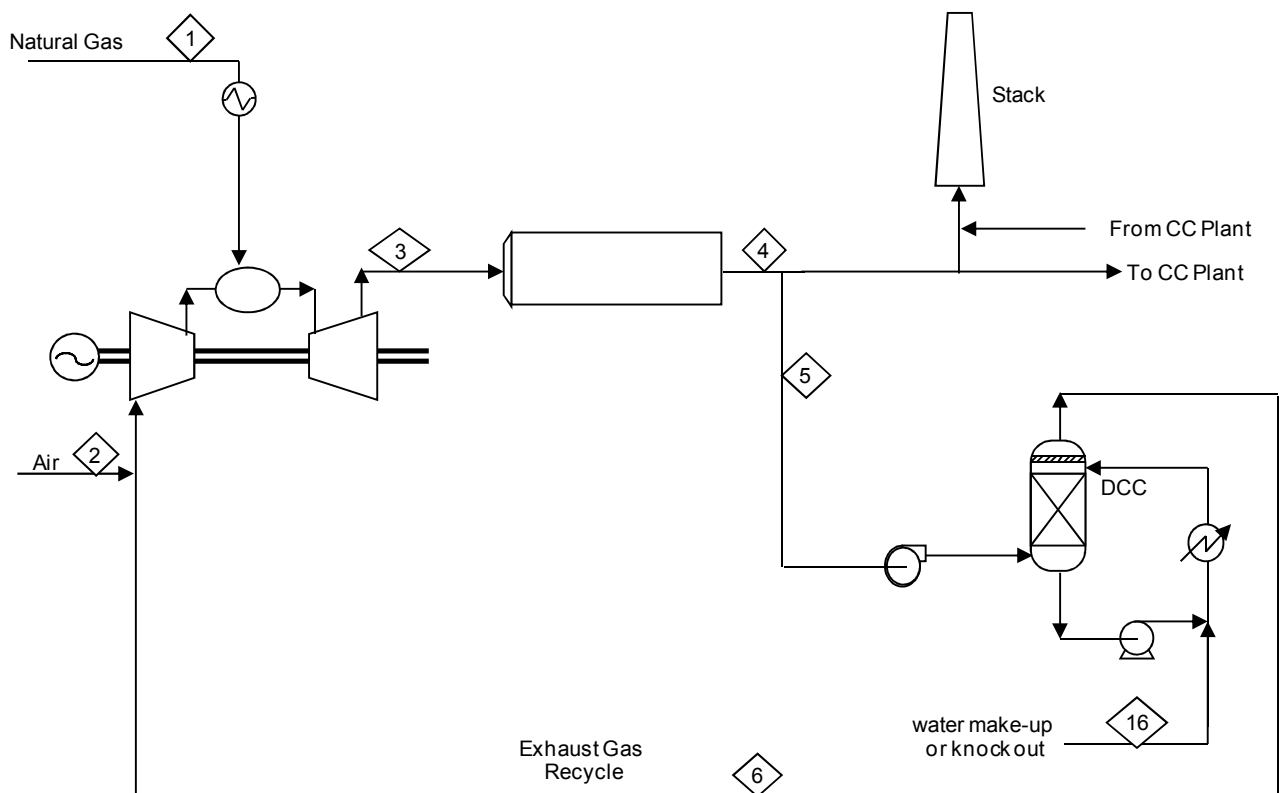 1
Natural Gas
Stack
3
4
From CC Plant
To CC Plant
5
Air
2
DCC
water make-up
or knock out
16
Exhaust Gas
Recycle
6